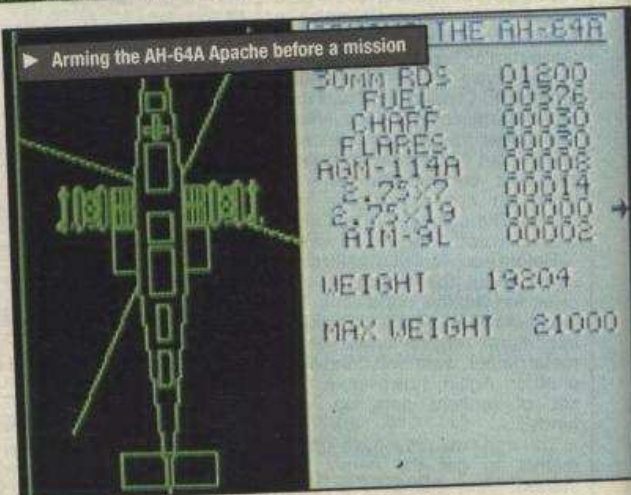 ► Arming the AH-64A Apache before a mission
THE AH-64A
30MM RDS 01200
FUEL 00376
CHAFF 00030
FLARES 00030
AGM-114A 00008
2.75X7 00014
2.75X19 00000 →
AIM-9L 00002
WEIGHT 19204
MAX WEIGHT 21000